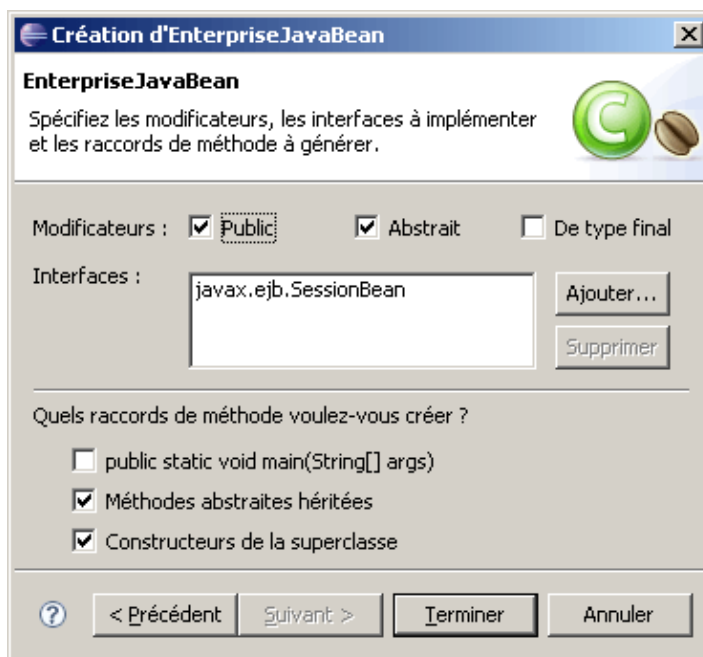 Création d'EnterpriseJavaBean
EnterpriseJavaBean
Spécifiez les modificateurs, les interfaces à implémenter
et les raccords de méthode à générer.
C
Modificateurs : Public Abstrait De type final
Interfaces :
javax.ejb.SessionBean
Ajouter...
Supprimer
Quels raccords de méthode voulez-vous créer ?
public static void main(String[] args)
Méthodes abstraites héritées
Constructeurs de la superclasse
? < Précédent Suivant > Terminer Annuler